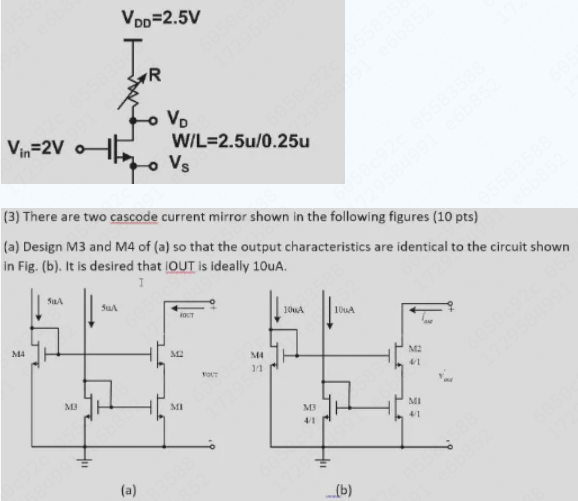 VDD=2.5V
R
VD
Vin=2V
W/L=2.5u/0.25u
VS
(3) There are two cascode current mirror shown in the following figures (10 pts)
(a) Design M3 and M4 of (a) so that the output characteristics are identical to the circuit shown
in Fig. (b). It is desired that iOUT is ideally 10uA.
5uA
5uA
iOUT
M4
M2
VOUT
M3
M1
(a)
10uA
10uA
iout
M4
1/1
M2
4/1
Vout
M3
4/1
M1
4/1
(b)